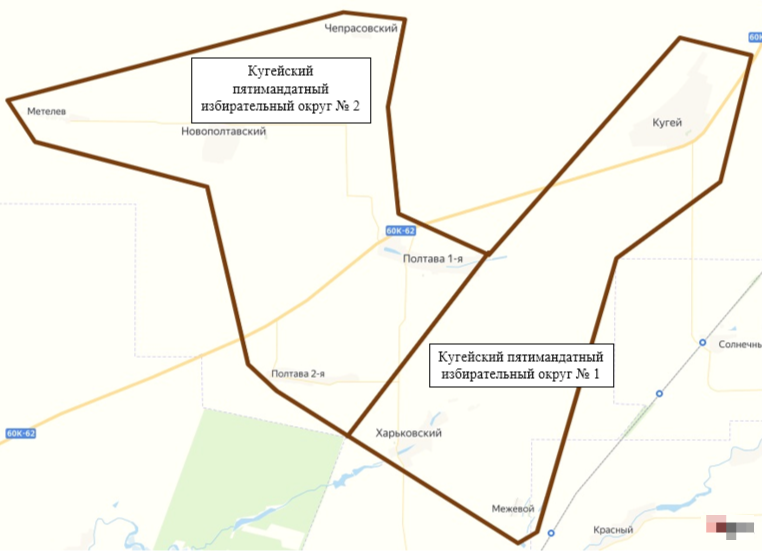 Чепрасовский
60К
Кугейский
пятимандатный
избирательный округ № 2
Метелев
Новополтавский
Кугей
60К-62
Полтава 1-я
Солнечны
Кугейский пятимандатный
избирательный округ № 1
Полтава 2-я
60К-62
Харьковский
Межевой
Красный